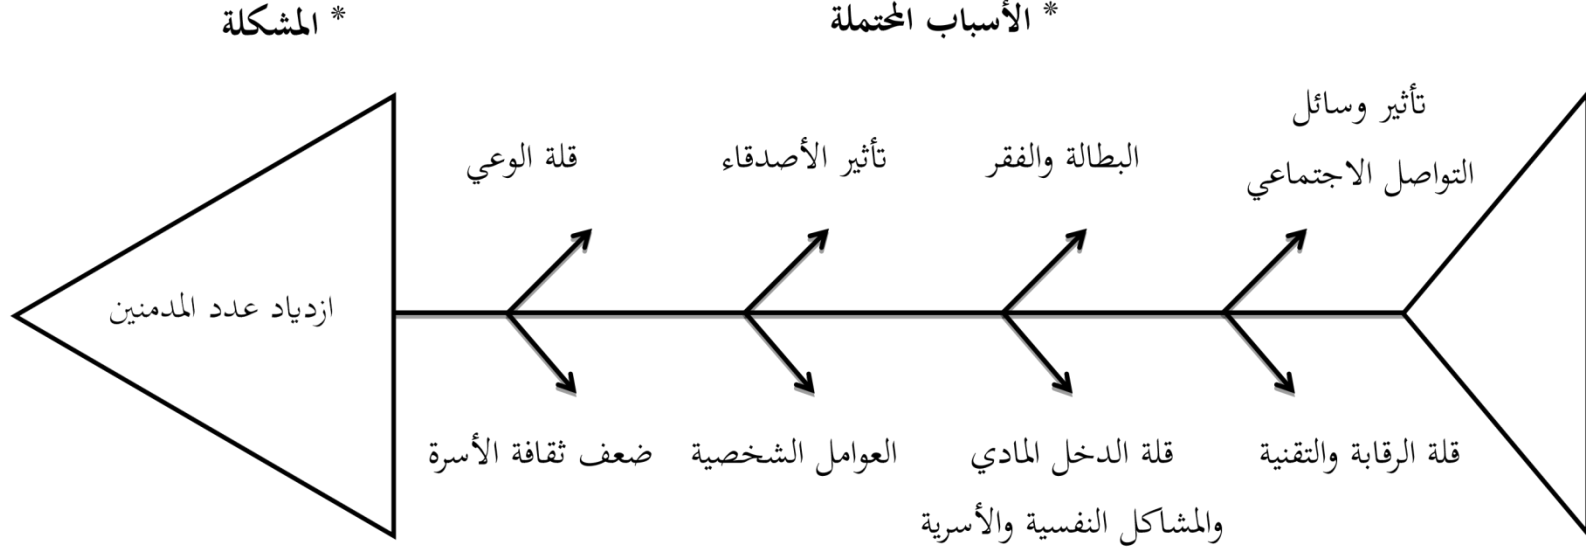 * الأسباب المحتملة
* المشكلة
تأثير وسائل
التواصل الاجتماعي
البطالة والفقر
تأثير الأصدقاء
قلة الوعي
ازدياد عدد المدمنين
قلة الرقابة والتقنية
قلة الدخل المادي
والمشاكل النفسية والأسرية
العوامل الشخصية
ضعف ثقافة الأسرة